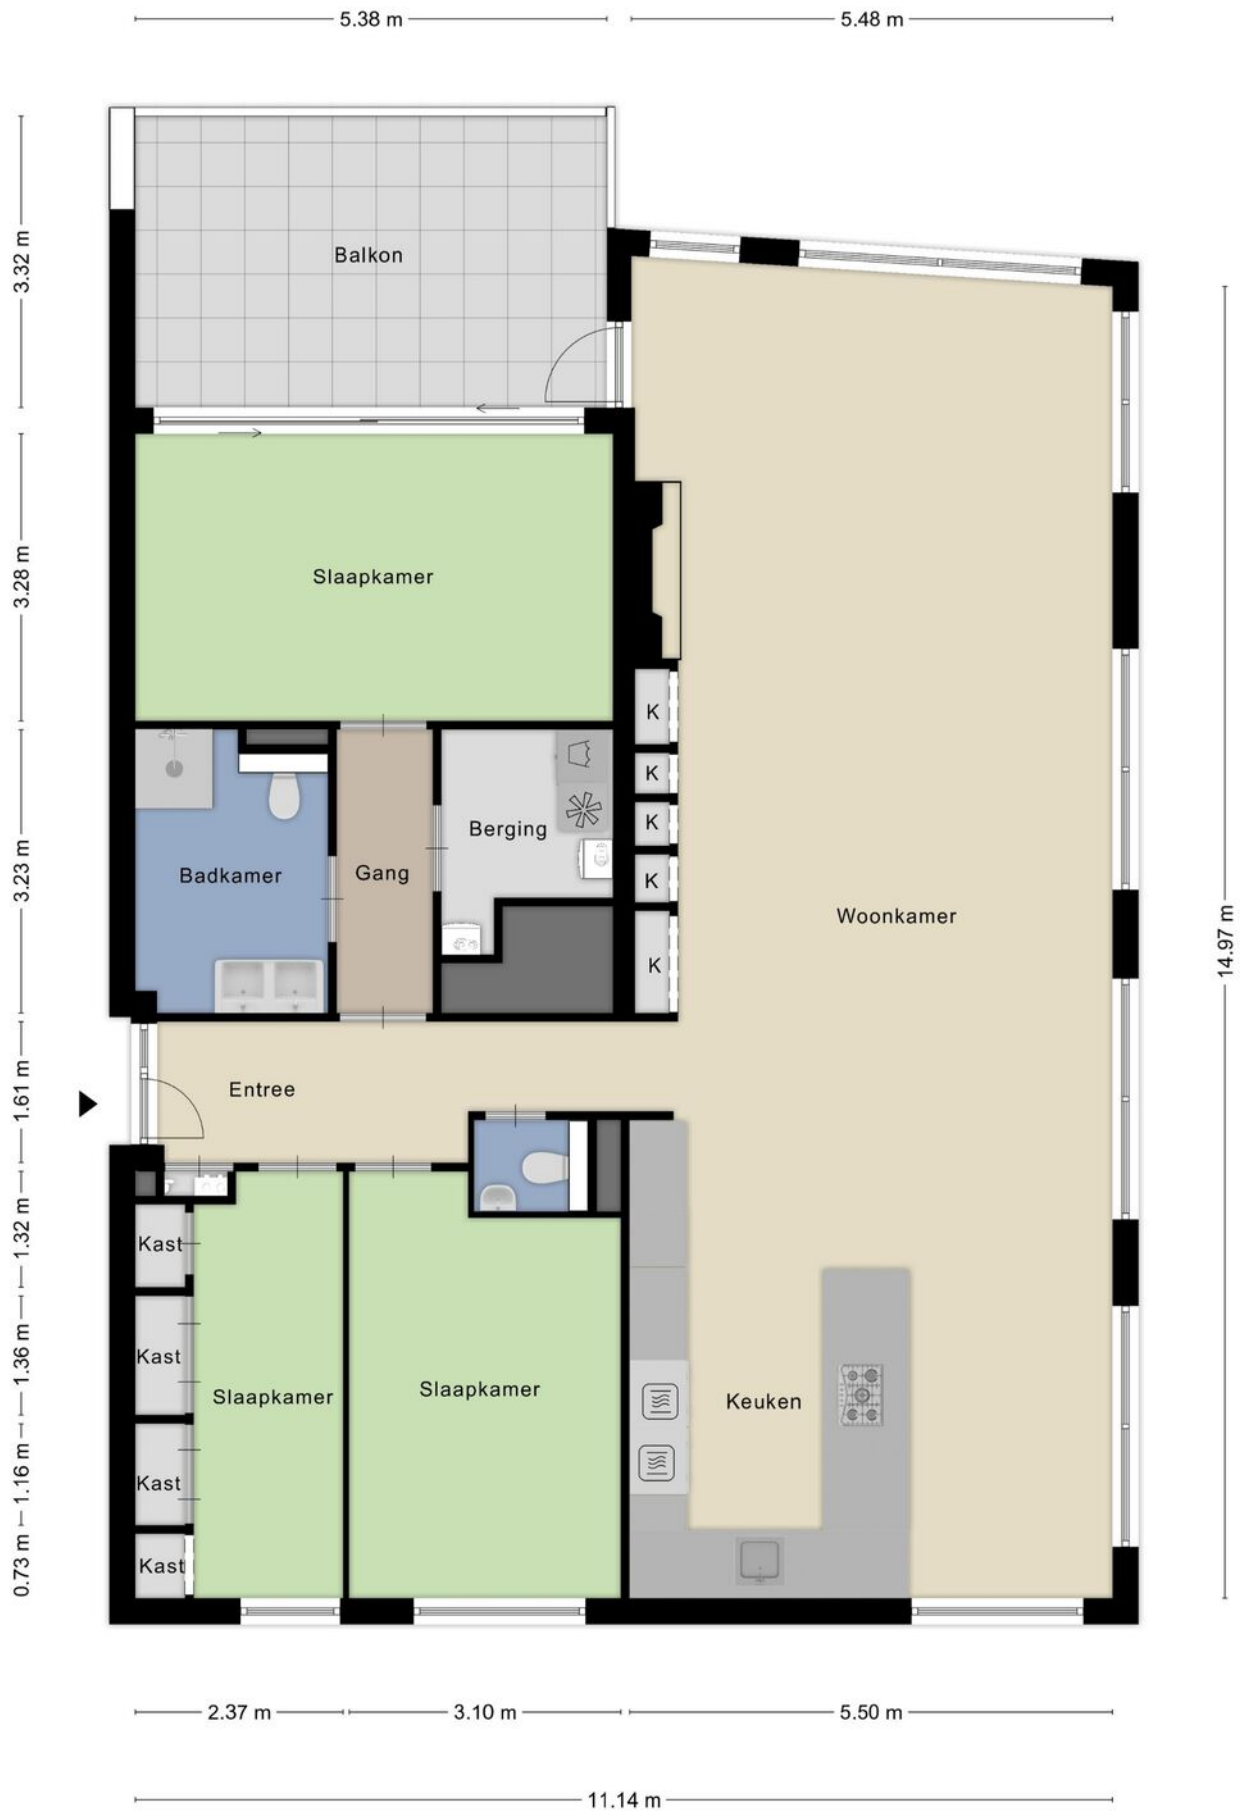 5.38 m
5.48 m
3.32 m
Balkon
3.28 m
Slaapkamer
K
K
K
K
K
3.23 m
Badkamer
Gang
Berging
Woonkamer
14.97 m
1.61 m
Entree
1.32 m
Kast
1.36 m
Kast
Slaapkamer
Slaapkamer
Keuken
1.16 m
Kast
0.73 m
Kast
2.37 m
3.10 m
5.50 m
11.14 m